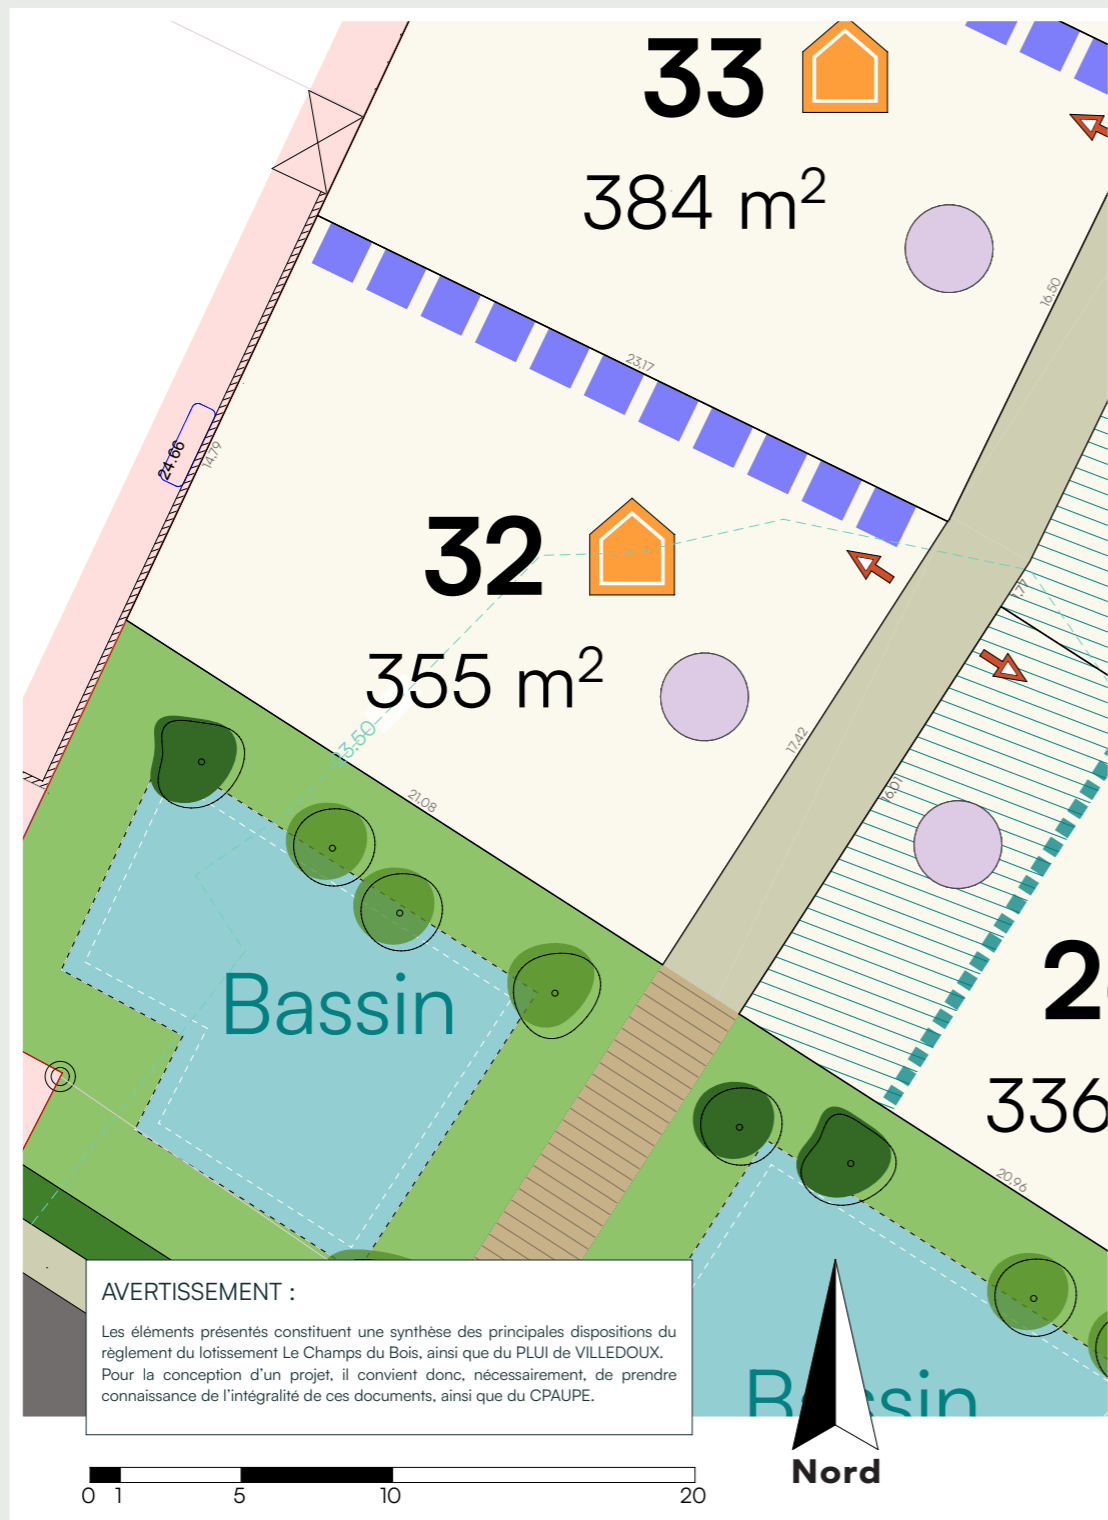 33
384 m²
16,50
23,17
24.66
14,79
32
355 m²
23.50
17,42
21,08
Bassin
336
20,96
AVERTISSEMENT :
Les éléments présentés constituent une synthèse des principales dispositions du
règlement du lotissement Le Champs du Bois, ainsi que du PLUI de VILLEDOUX.
Pour la conception d'un projet, il convient donc, nécessairement, de prendre
connaissance de l'intégralité de ces documents, ainsi que du CPAUPE.
Bassin
Nord
0 1 5 10 20